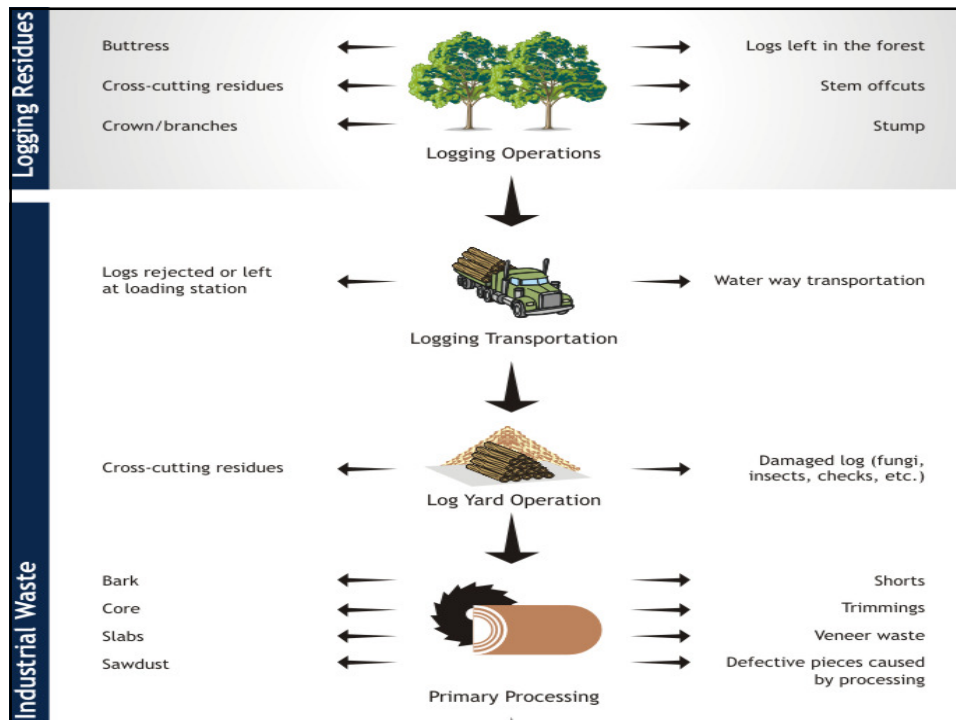 Logging Residues
Buttress
Logs left in the forest
Cross-cutting residues
Stem offcuts
Crown/branches
Stump
Logging Operations
Industrial Waste
Logs rejected or left
at loading station
Water way transportation
Logging Transportation
Cross-cutting residues
Damaged log (fungi,
insects, checks, etc.)
Log Yard Operation
Bark
Shorts
Core
Trimmings
Slabs
Veneer waste
Sawdust
Defective pieces caused
by processing
Primary Processing